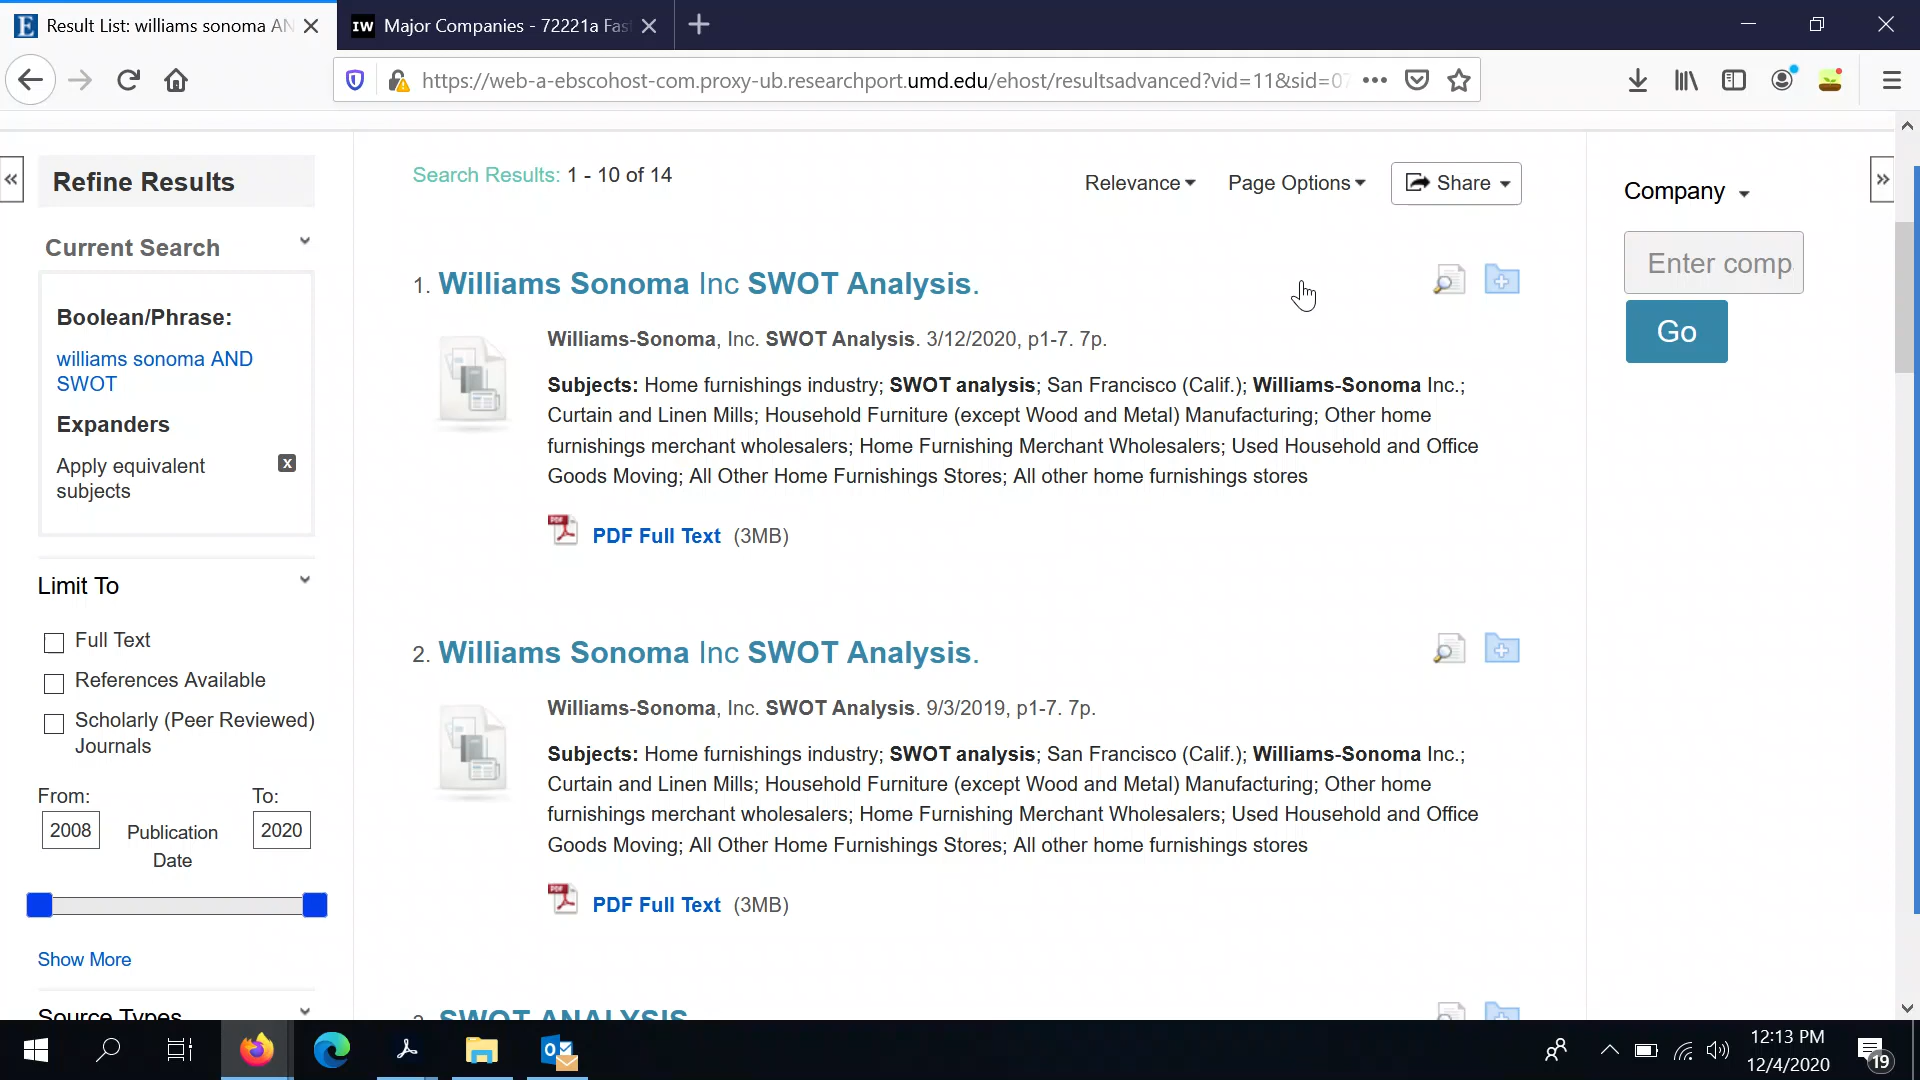 Result List: williams sonoma AN
IW Major Companies - 72221a Fas
https://web-a-ebscohost-com.proxy-ub.researchport.umd.edu/ehost/resultsadvanced?vid=11&sid=07
Refine Results
Current Search
Boolean/Phrase:
williams sonoma AND
SWOT
Expanders
Apply equivalent
subjects
x
Limit To
Full Text
References Available
Scholarly (Peer Reviewed)
Journals
From:
To:
2008
Publication
Date
2020
Show More
Source Types
Search Results: 1 - 10 of 14
Relevance
Page Options
Share
1. Williams Sonoma Inc SWOT Analysis.
Williams-Sonoma, Inc. SWOT Analysis. 3/12/2020, p1-7. 7p.
Subjects: Home furnishings industry; SWOT analysis; San Francisco (Calif.); Williams-Sonoma Inc.;
Curtain and Linen Mills; Household Furniture (except Wood and Metal) Manufacturing; Other home
furnishings merchant wholesalers; Home Furnishing Merchant Wholesalers; Used Household and Office
Goods Moving; All Other Home Furnishings Stores; All other home furnishings stores
PDF Full Text (3MB)
2. Williams Sonoma Inc SWOT Analysis.
Williams-Sonoma, Inc. SWOT Analysis. 9/3/2019, p1-7. 7p.
Subjects: Home furnishings industry; SWOT analysis; San Francisco (Calif.); Williams-Sonoma Inc.;
Curtain and Linen Mills; Household Furniture (except Wood and Metal) Manufacturing; Other home
furnishings merchant wholesalers; Home Furnishing Merchant Wholesalers; Used Household and Office
Goods Moving; All Other Home Furnishings Stores; All other home furnishings stores
PDF Full Text (3MB)
3. SWOT ANALYSIS
Company
Enter comp
Go
12:13 PM
12/4/2020
19